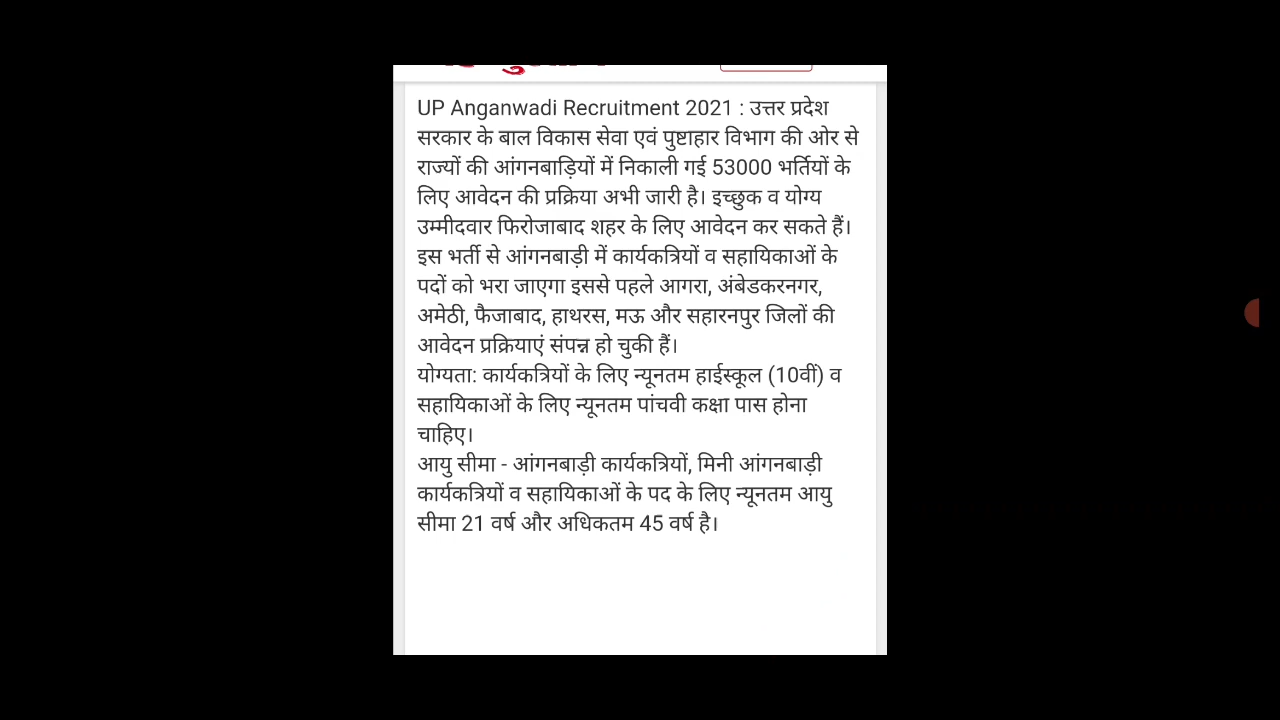 UP Anganwadi Recruitment 2021 : उत्तर प्रदेश
सरकार के बाल विकास सेवा एवं पुष्टाहार विभाग की ओर से
राज्यों की आंगनबाड़ियों में निकाली गई 53000 भर्तियों के
लिए आवेदन की प्रक्रिया अभी जारी है। इच्छुक व योग्य
उम्मीदवार फिरोजाबाद शहर के लिए आवेदन कर सकते हैं।
इस भर्ती से आंगनबाड़ी में कार्यकत्रियों व सहायिकाओं के
पदों को भरा जाएगा इससे पहले आगरा, अंबेडकरनगर,
अमेठी, फैजाबाद, हाथरस, मऊ और सहारनपुर जिलों की
आवेदन प्रक्रियाएं संपन्न हो चुकी हैं।
योग्यता: कार्यकत्रियों के लिए न्यूनतम हाईस्कूल (10वीं) व
सहायिकाओं के लिए न्यूनतम पांचवी कक्षा पास होना
चाहिए।
आयु सीमा - आंगनबाड़ी कार्यकत्रियों, मिनी आंगनबाड़ी
कार्यकत्रियों व सहायिकाओं के पद के लिए न्यूनतम आयु
सीमा 21 वर्ष और अधिकतम 45 वर्ष है।